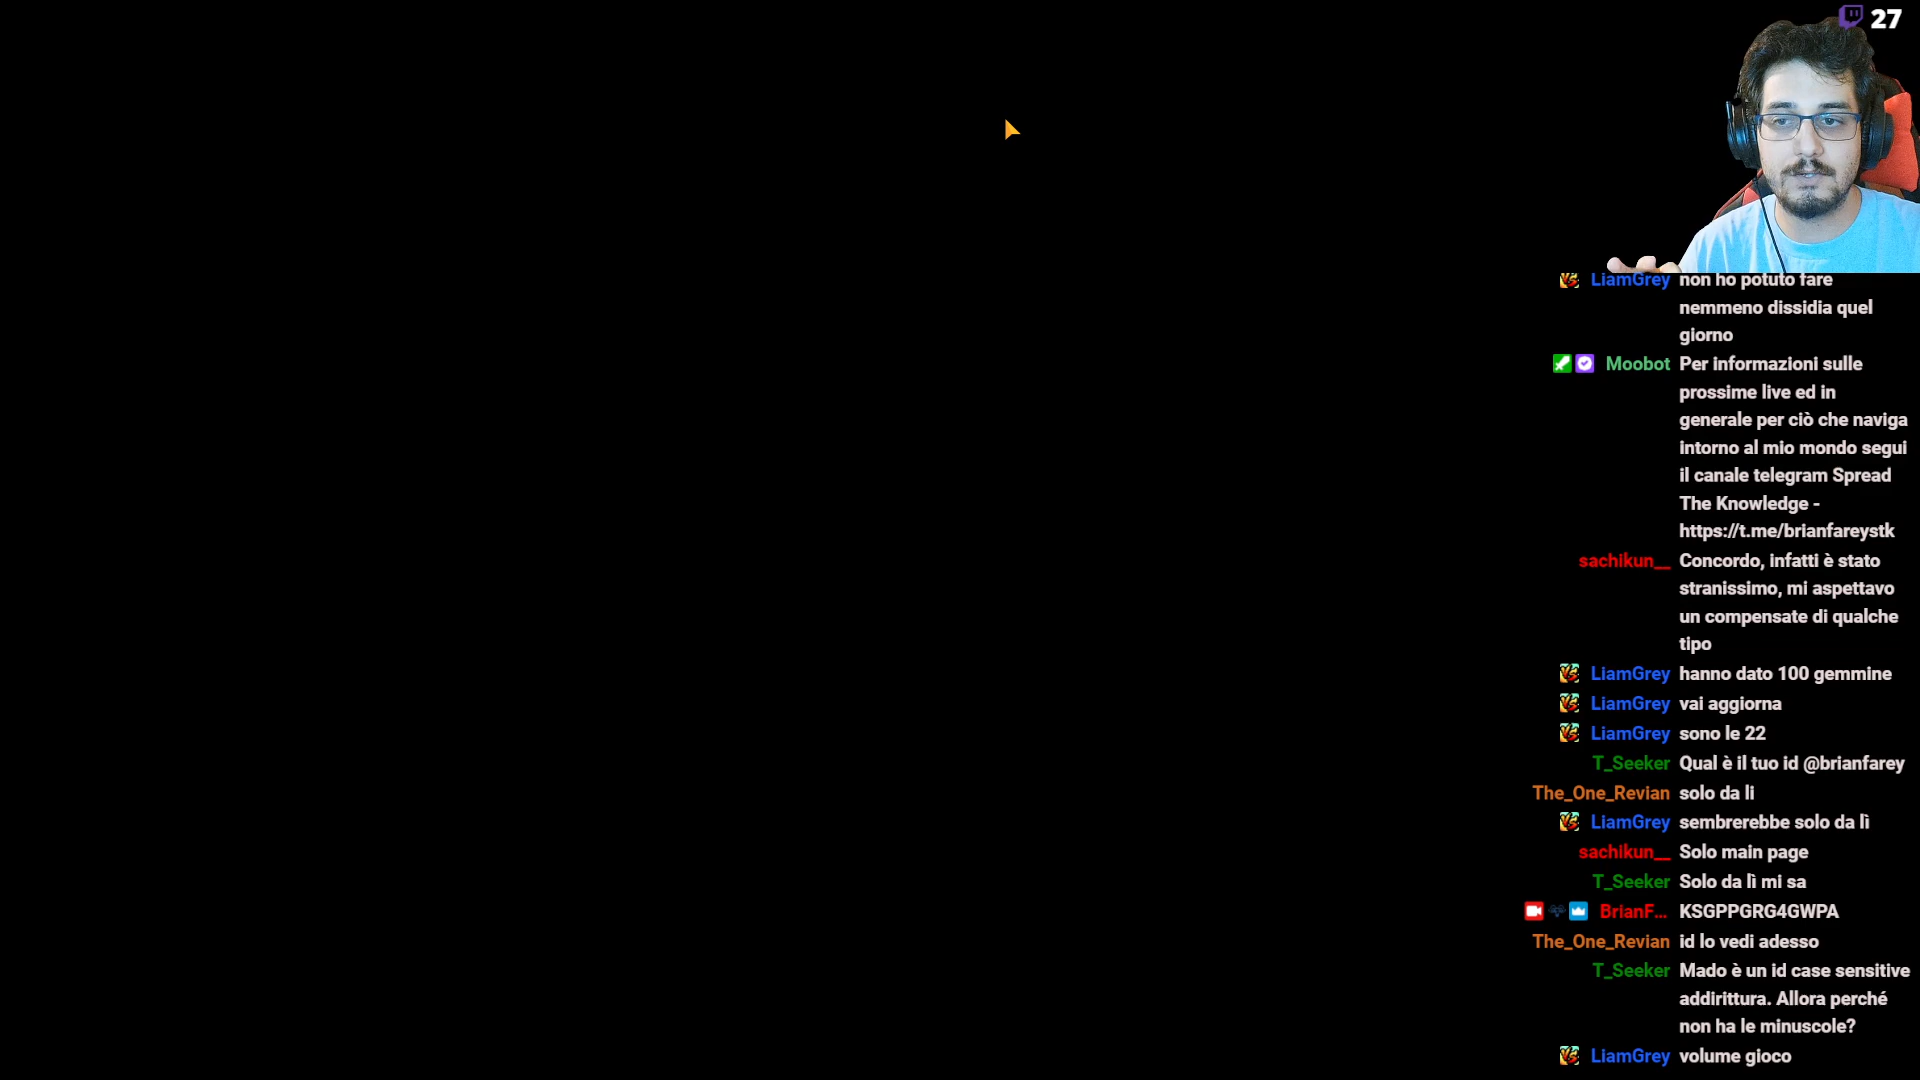 27
LiamGrey non ho potuto fare
nemmeno dissidia quel
giorno
Moobot Per informazioni sulle
prossime live ed in
generale per ciò che naviga
intorno al mio mondo segui
il canale telegram Spread
The Knowledge -
https://t.me/brianfareystk
sachikun__ Concordo, infatti è stato
stranissimo, mi aspettavo
un compensate di qualche
tipo
LiamGrey hanno dato 100 gemmine
LiamGrey vai aggiorna
LiamGrey sono le 22
T_Seeker Qual è il tuo id @brianfarey
The_One_Revian solo da li
LiamGrey sembrerebbe solo da lì
sachikun__ Solo main page
T_Seeker Solo da lì mi sa
BrianF... KSGPPGRG4GWPA
The_One_Revian id lo vedi adesso
T_Seeker Mado è un id case sensitive
addirittura. Allora perché
non ha le minuscole?
LiamGrey volume gioco